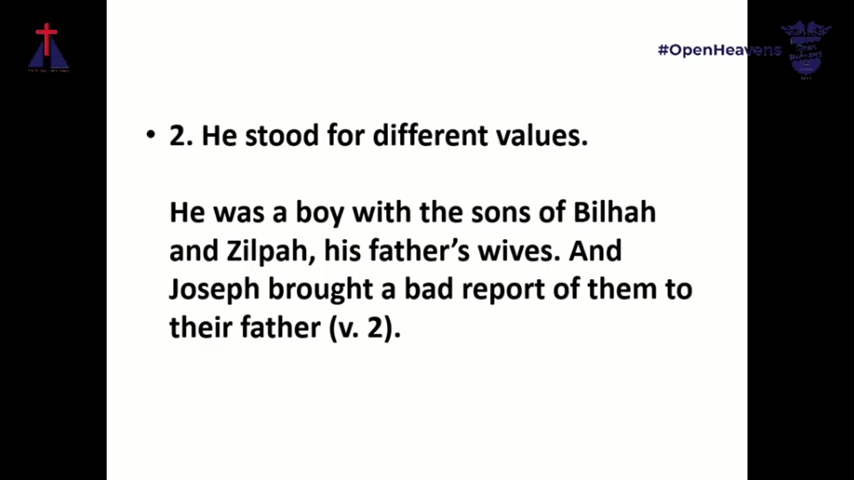 #OpenHeavens
• 2. He stood for different values.
He was a boy with the sons of Bilhah
and Zilpah, his father’s wives. And
Joseph brought a bad report of them to
their father (v. 2).